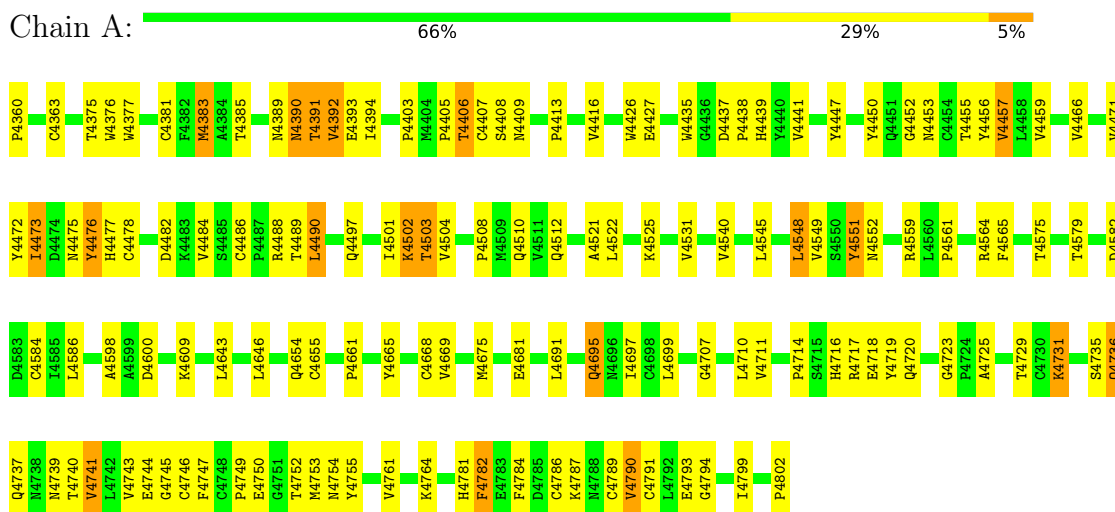 Chain A:
66% 29% 5%
P4360 C4363 T4375 W4376 W4377 C4381 F4382 M4383 A4384 T4385 N4389 N4390 T4391 V4392 E4393 I4394 P4403 M4404 P4405 T4406 C4407 S4408 N4409 P4413 V4416 W4426 E4427 W4435 G4436 D4437 P4438 H4439 Y4440 V4441 Y4447 Y4450 Q4451 G4452 N4453 C4454 T4455 Y4456 V4457 L4458 V4459 V4466
Y4472 I4473 D4474 N4475 Y4476 H4477 C4478 D4482 K4483 V4484 S4485 C4486 P4487 R4488 T4489 L4490 Q4497 I4501 K4502 T4503 V4504 P4508 M4509 Q4510 V4511 Q4512 A4521 L4522 K4525 V4531 V4540 L4545 L4548 V4549 S4550 Y4551 N4552 R4559 L4560 P4561 R4564 F4565 T4575 T4579
D4583 C4584 I4585 L4586 A4598 A4599 D4600 K4609 L4643 L4646 Q4654 C4655 P4661 Y4665 C4668 V4669 M4675 E4681 L4691 Q4695 N4696 I4697 C4698 L4699 G4707 L4710 V4711 P4714 S4715 H4716 R4717 E4718 Y4719 Q4720 G4723 P4724 A4725 T4729 C4730 K4731 S4735
Q4737 N4738 N4739 T4740 V4741 L4742 V4743 E4744 G4745 C4746 F4747 C4748 P4749 E4750 G4751 T4752 M4753 N4754 Y4755 V4761 K4764 H4781 F4782 E4783 F4784 D4785 C4786 K4787 N4788 C4789 V4790 C4791 L4792 E4793 G4794 I4799 P4802